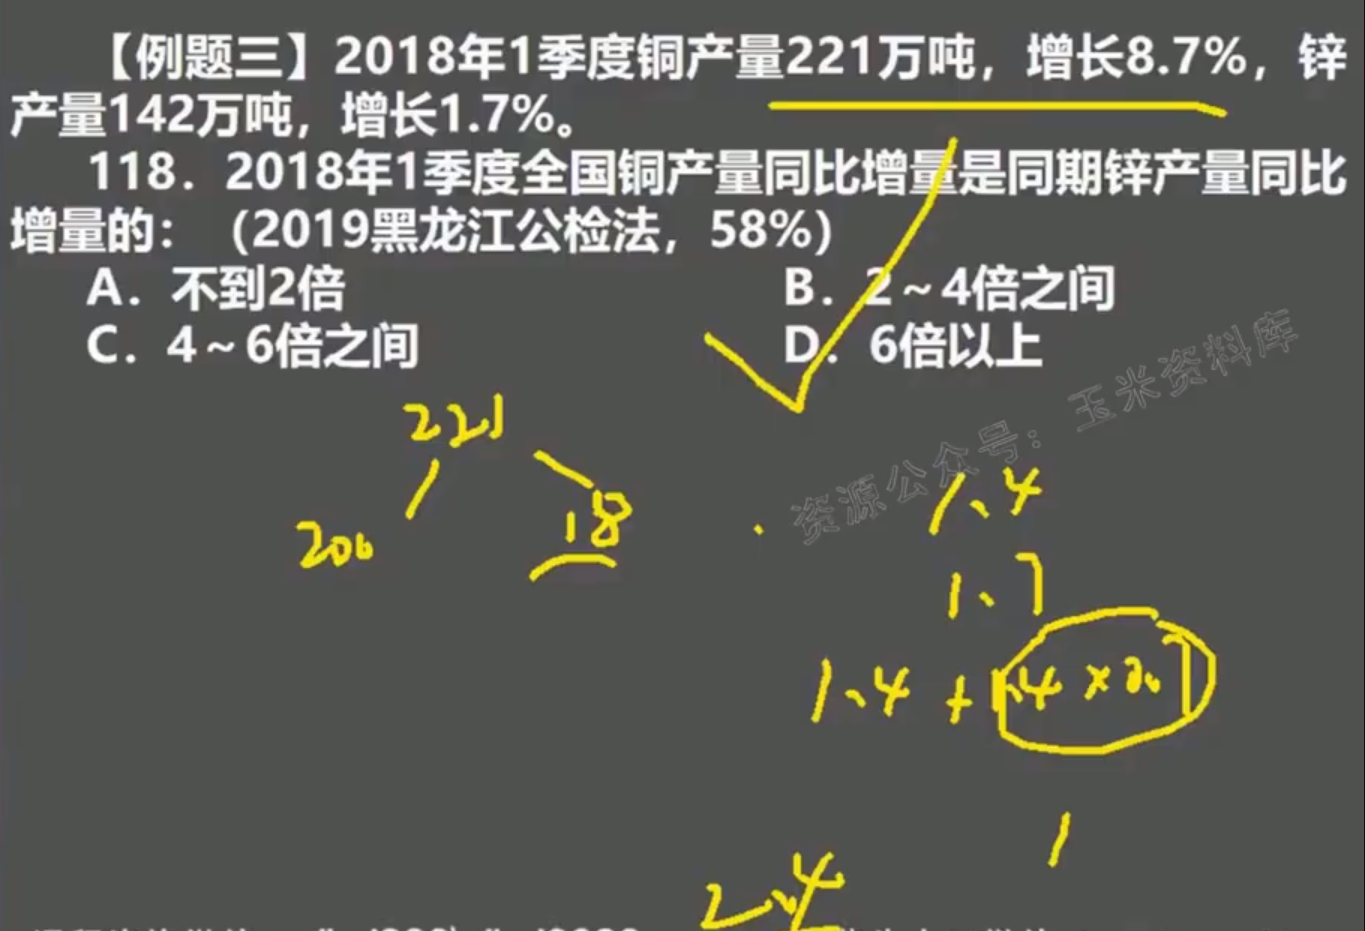 【例题三】2018年1季度铜产量221万吨，增长8.7%，锌
产量142万吨，增长1.7%。
118．2018年1季度全国铜产量同比增量是同期锌产量同比
增量的：（2019黑龙江公检法，58%）
A．不到2倍
B．2～4倍之间
C．4～6倍之间
D．6倍以上
资源公众号：玉米资料库
221
200
18
1.4
1.7
1.4 +
1
2.4